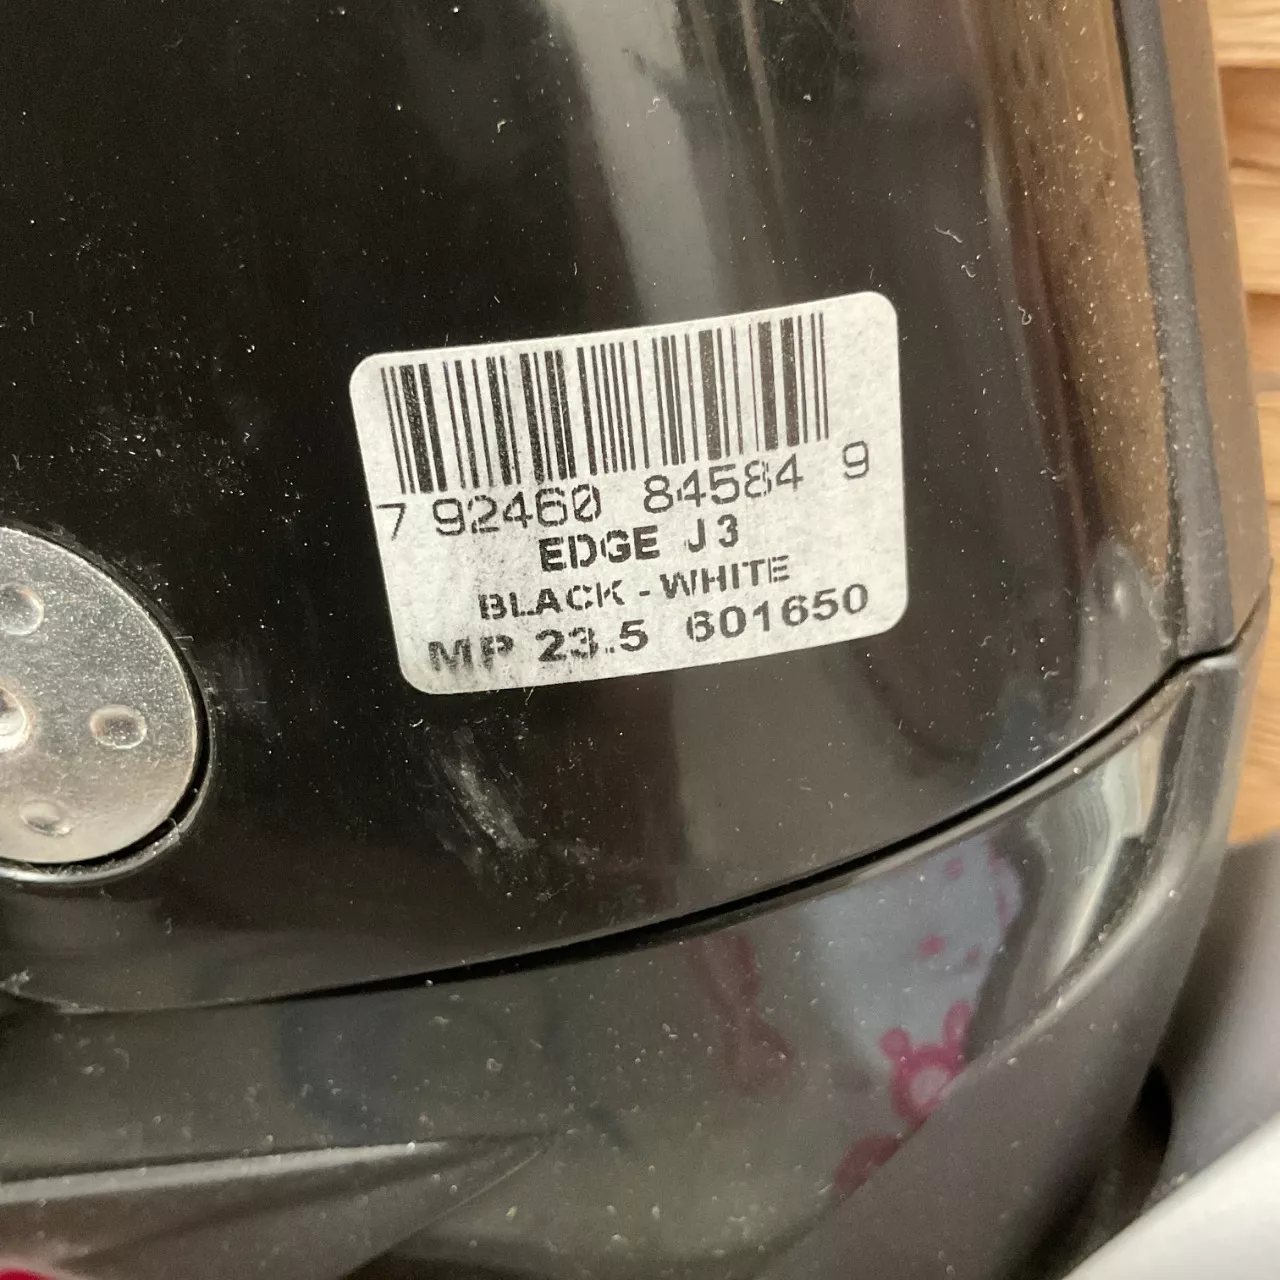 7 92460 84584 9
EDGE J3
BLACK - WHITE
MP 23.5 601650